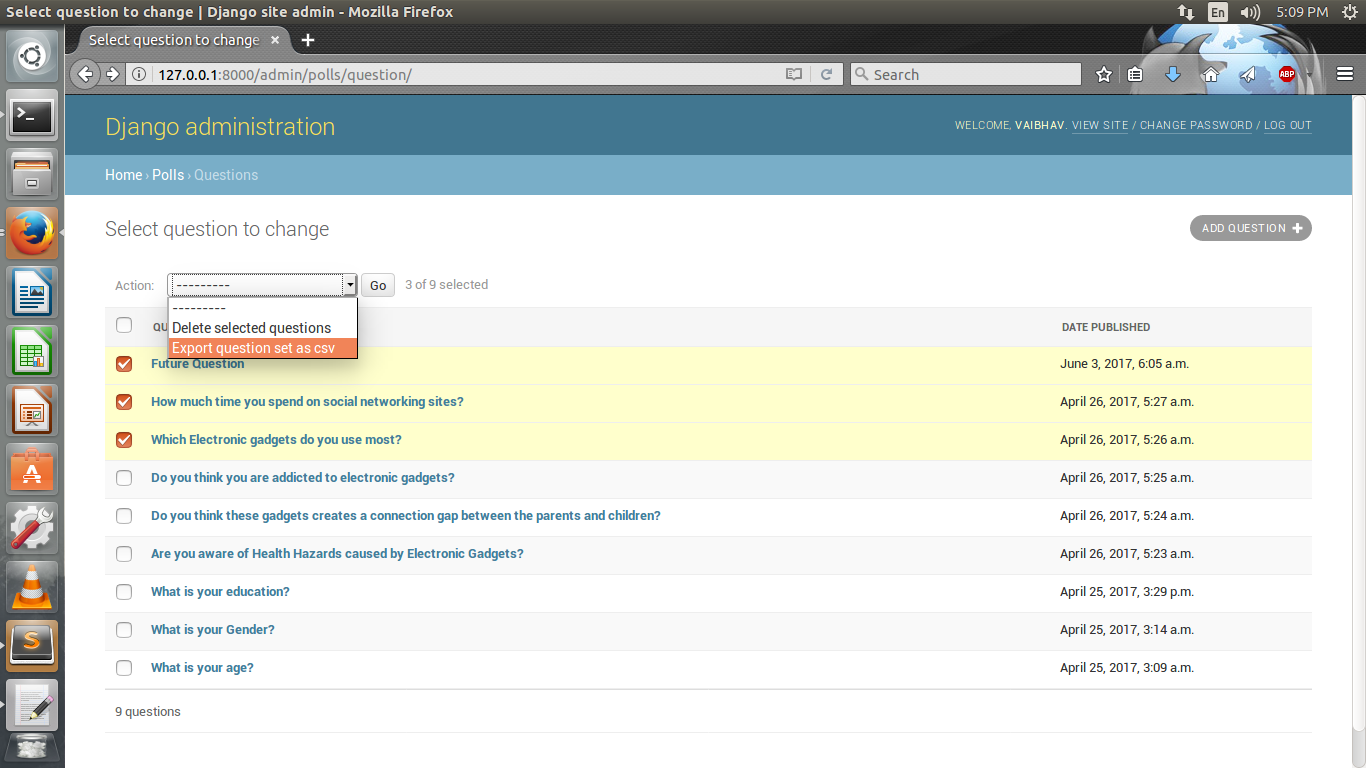 Select question to change | Django site admin - Mozilla Firefox
En
5:09 PM
Select question to change
127.0.0.1:8000/admin/polls/question/
Search
ABP
Django administration
WELCOME, VAIBHAV. VIEW SITE / CHANGE PASSWORD / LOG OUT
Home › Polls › Questions
Select question to change
ADD QUESTION
Action: --------- Go 3 of 9 selected
---------
Delete selected questions
Export question set as csv
QU
DATE PUBLISHED
Future Question June 3, 2017, 6:05 a.m.
How much time you spend on social networking sites? April 26, 2017, 5:27 a.m.
Which Electronic gadgets do you use most? April 26, 2017, 5:26 a.m.
Do you think you are addicted to electronic gadgets? April 26, 2017, 5:25 a.m.
Do you think these gadgets creates a connection gap between the parents and children? April 26, 2017, 5:24 a.m.
Are you aware of Health Hazards caused by Electronic Gadgets? April 26, 2017, 5:23 a.m.
What is your education? April 25, 2017, 3:29 p.m.
What is your Gender? April 25, 2017, 3:14 a.m.
What is your age? April 25, 2017, 3:09 a.m.
9 questions